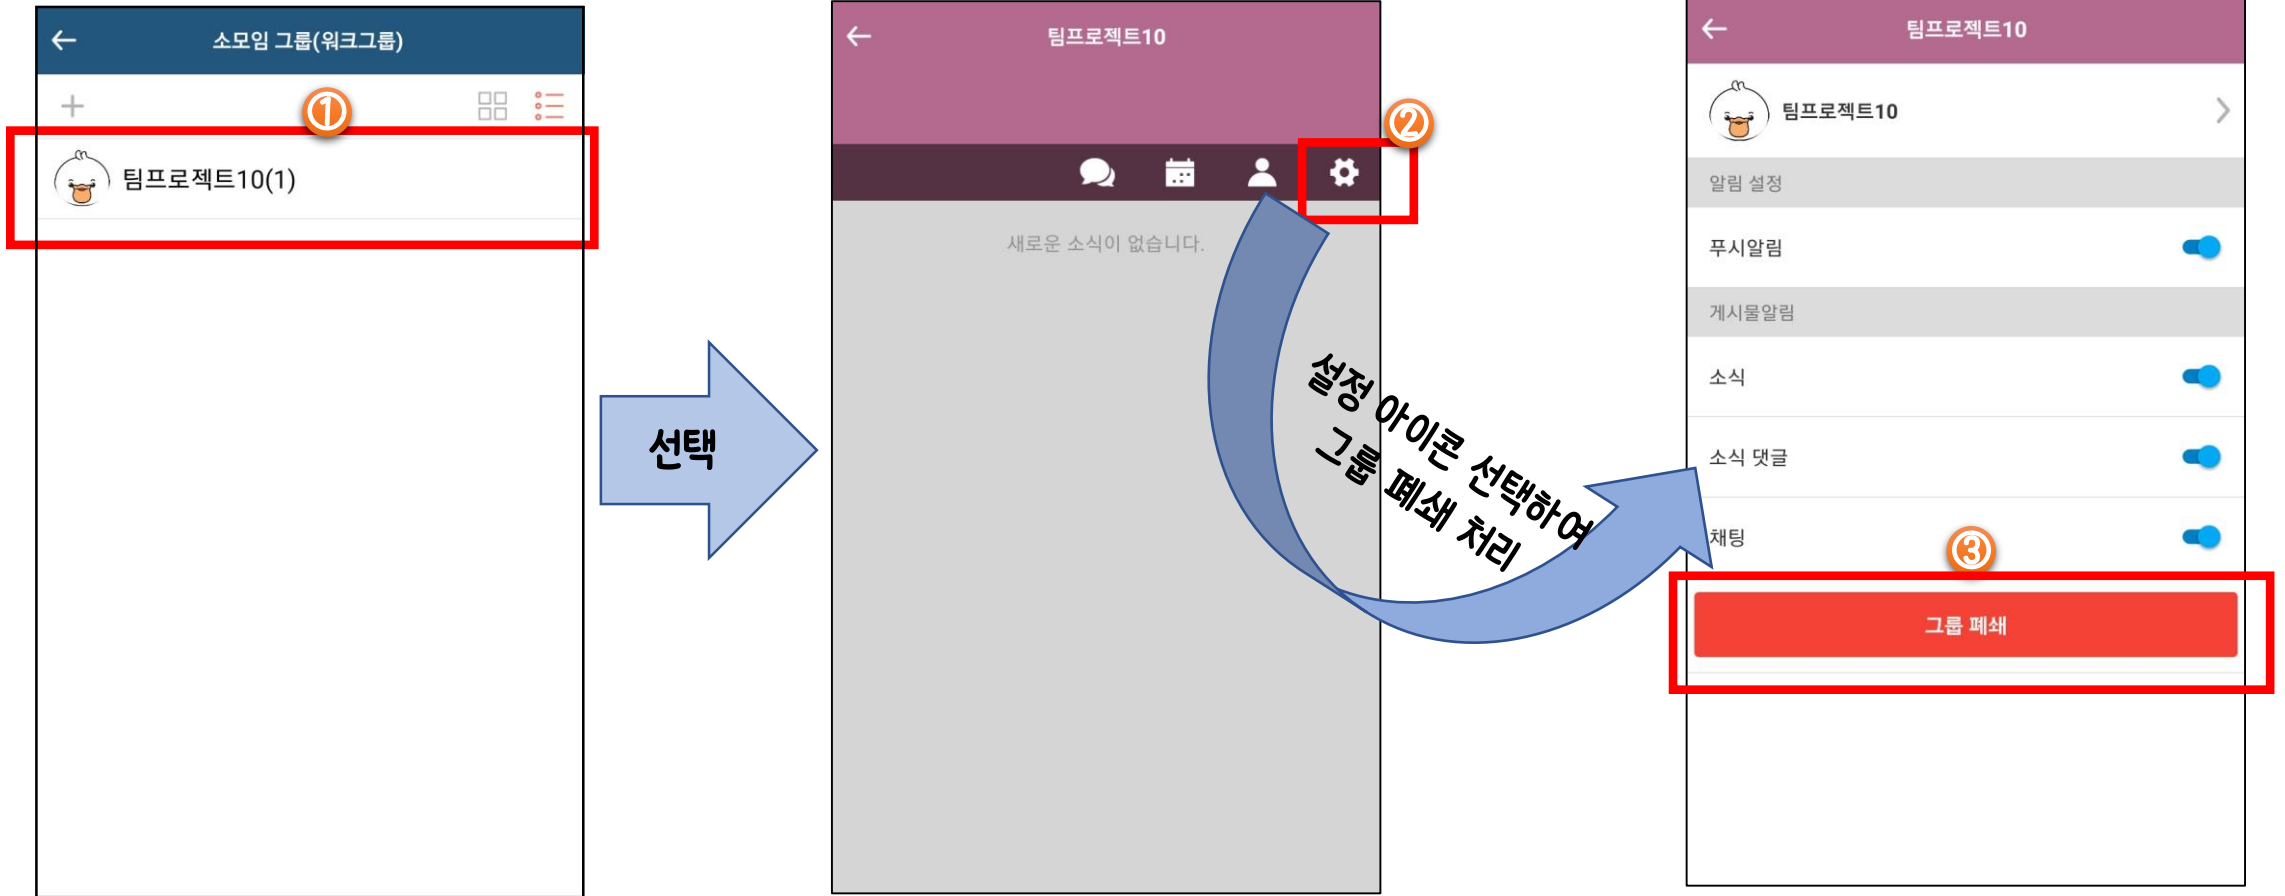 소모임 그룹(워크그룹)
①
팀프로젝트10(1)
선택
팀프로젝트10
②
새로운 소식이 없습니다.
설정 아이콘 선택하여
그룹 폐쇄 처리
팀프로젝트10
팀프로젝트10
알림 설정
푸시알림
게시물알림
소식
소식 댓글
채팅
③
그룹 폐쇄